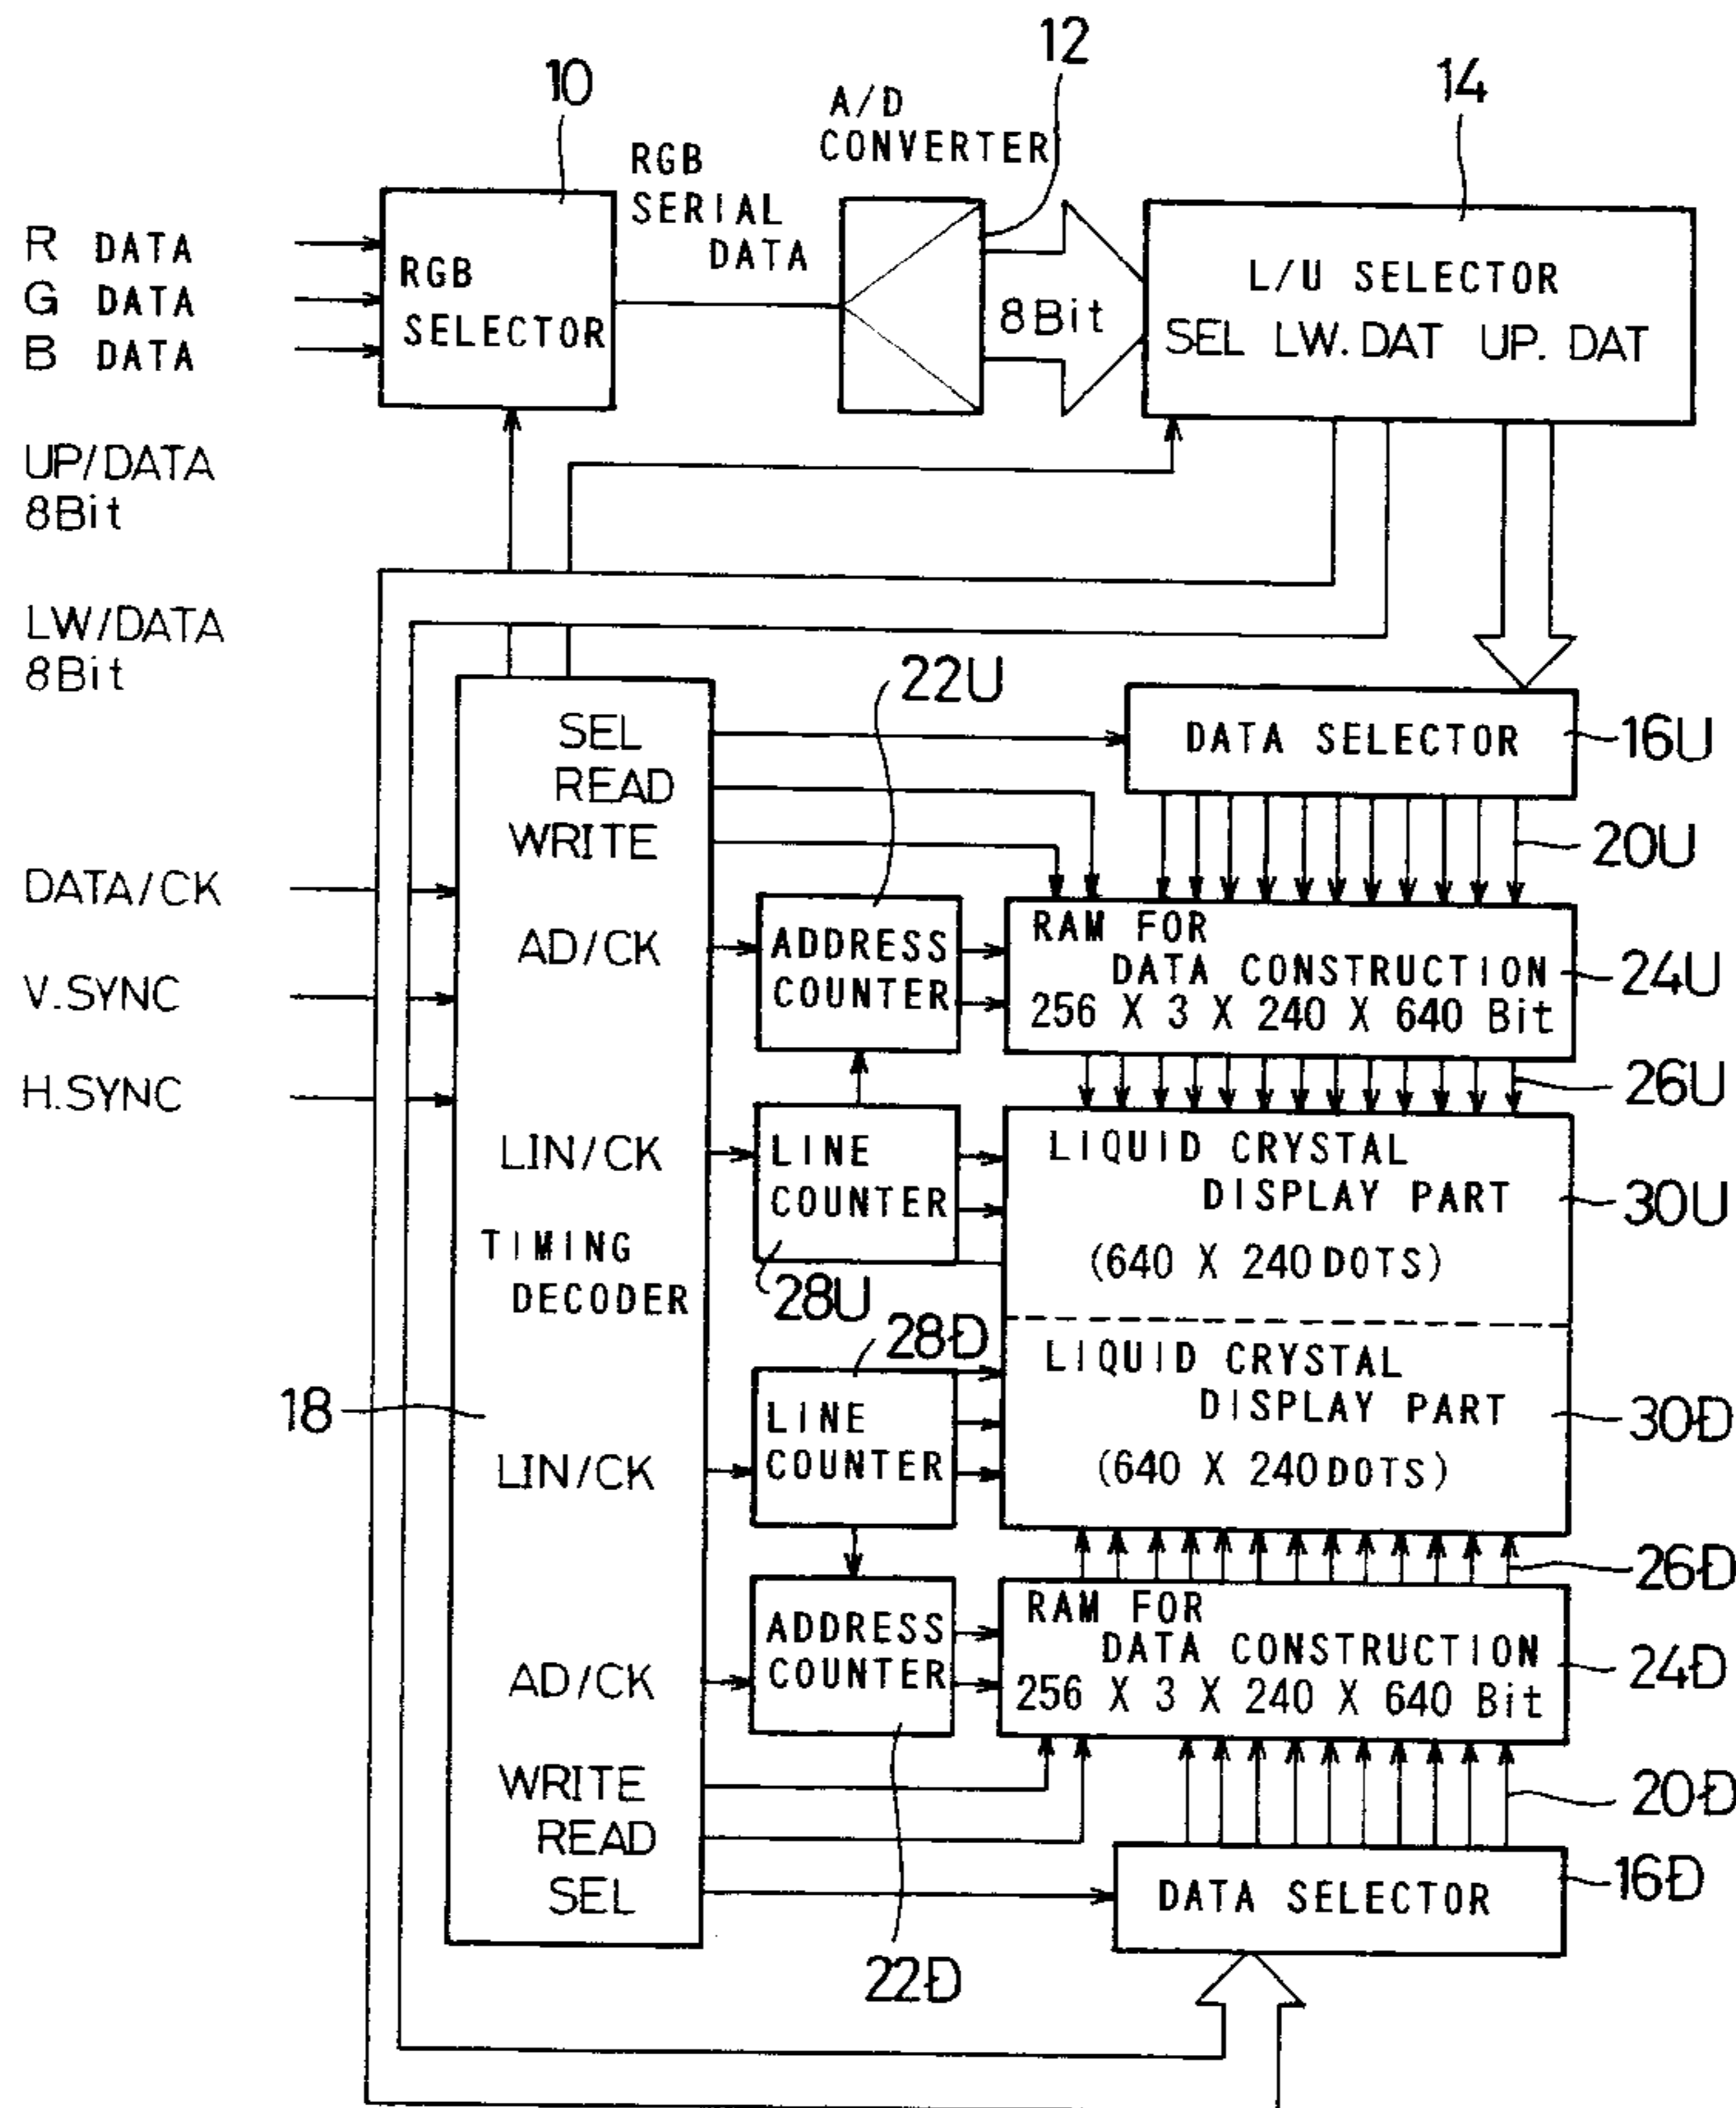 10
12
14
A/D
CONVERTER
RGB
SERIAL
DATA
R DATA
G DATA
B DATA
RGB
SELECTOR
8Bit
L/U SELECTOR
SEL LW.DAT UP. DAT
UP/DATA
8Bit
LW/DATA
8Bit
22U
SEL
READ
WRITE
DATA SELECTOR
16U
20U
DATA/CK
V.SYNC
H.SYNC
AD/CK
ADDRESS
COUNTER
RAM FOR
DATA CONSTRUCTION
256 X 3 X 240 X 640 Bit
24U
26U
LIN/CK
LINE
COUNTER
LIQUID CRYSTAL
DISPLAY PART
(640 X 240 DOTS)
30U
TIMING
DECODER
28U
28D
18
LIN/CK
LINE
COUNTER
LIQUID CRYSTAL
DISPLAY PART
(640 X 240 DOTS)
30D
26D
AD/CK
ADDRESS
COUNTER
RAM FOR
DATA CONSTRUCTION
256 X 3 X 240 X 640 Bit
24D
WRITE
READ
SEL
20D
DATA SELECTOR
16D
22D